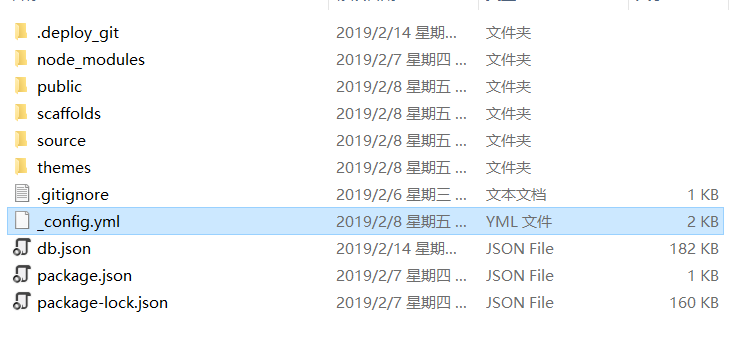 .deploy_git 2019/2/14 星期... 文件夹
node_modules 2019/2/7 星期四 ... 文件夹
public 2019/2/8 星期五 ... 文件夹
scaffolds 2019/2/8 星期五 ... 文件夹
source 2019/2/8 星期五 ... 文件夹
themes 2019/2/8 星期五 ... 文件夹
.gitignore 2019/2/6 星期三 ... 文本文档 1 KB
_config.yml 2019/2/8 星期五 ... YML 文件 2 KB
db.json 2019/2/14 星期... JSON File 182 KB
package.json 2019/2/7 星期四 ... JSON File 1 KB
package-lock.json 2019/2/7 星期四 ... JSON File 160 KB